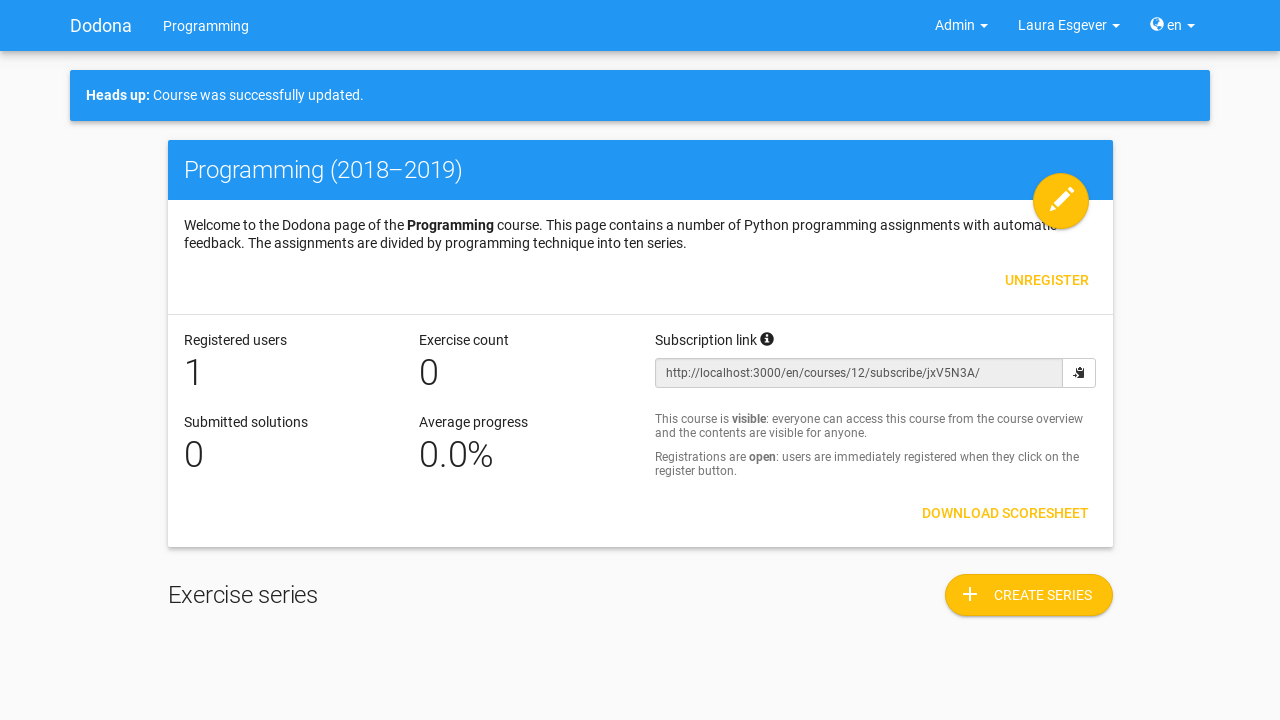 Dodona Programming Admin Laura Esgever en
Heads up: Course was successfully updated.
Programming (2018–2019)
Welcome to the Dodona page of the Programming course. This page contains a number of Python programming assignments with automatic
feedback. The assignments are divided by programming technique into ten series.
UNREGISTER
Registered users
1
Exercise count
0
Subscription link
http://localhost:3000/en/courses/12/subscribe/jxV5N3A/
Submitted solutions
0
Average progress
0.0%
This course is visible: everyone can access this course from the course overview
and the contents are visible for anyone.
Registrations are open: users are immediately registered when they click on the
register button.
DOWNLOAD SCORESHEET
Exercise series
CREATE SERIES